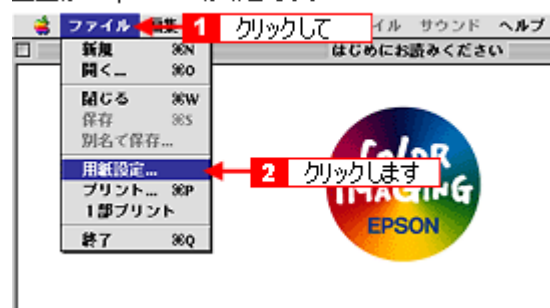 ファイル 編集 1 クリックして イル サウンド ヘルプ
はじめにお読みください
新規 ⌘N
開く... ⌘O
閉じる ⌘W
保存 ⌘S
別名で保存...
用紙設定...
2 クリックします
プリント... ⌘P
1部プリント
終了 ⌘Q
COLOR
IMAGING
EPSON